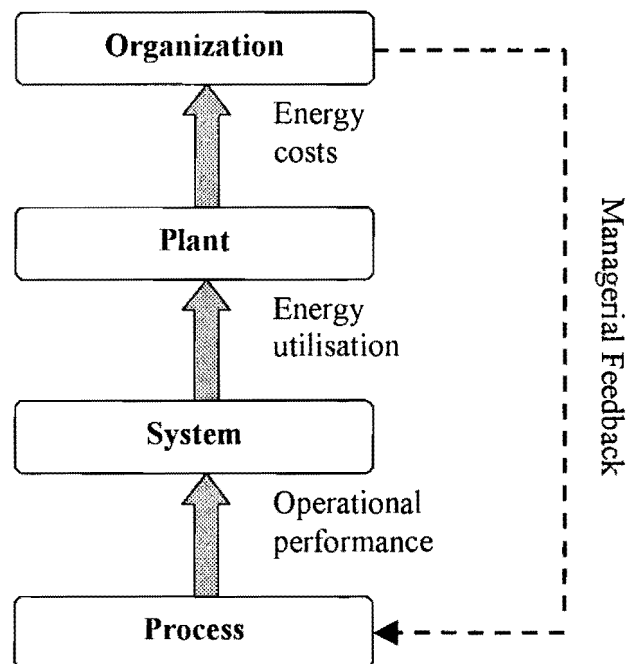 Organization
Energy
costs
Plant
Energy
utilisation
System
Operational
performance
Process
Managerial Feedback